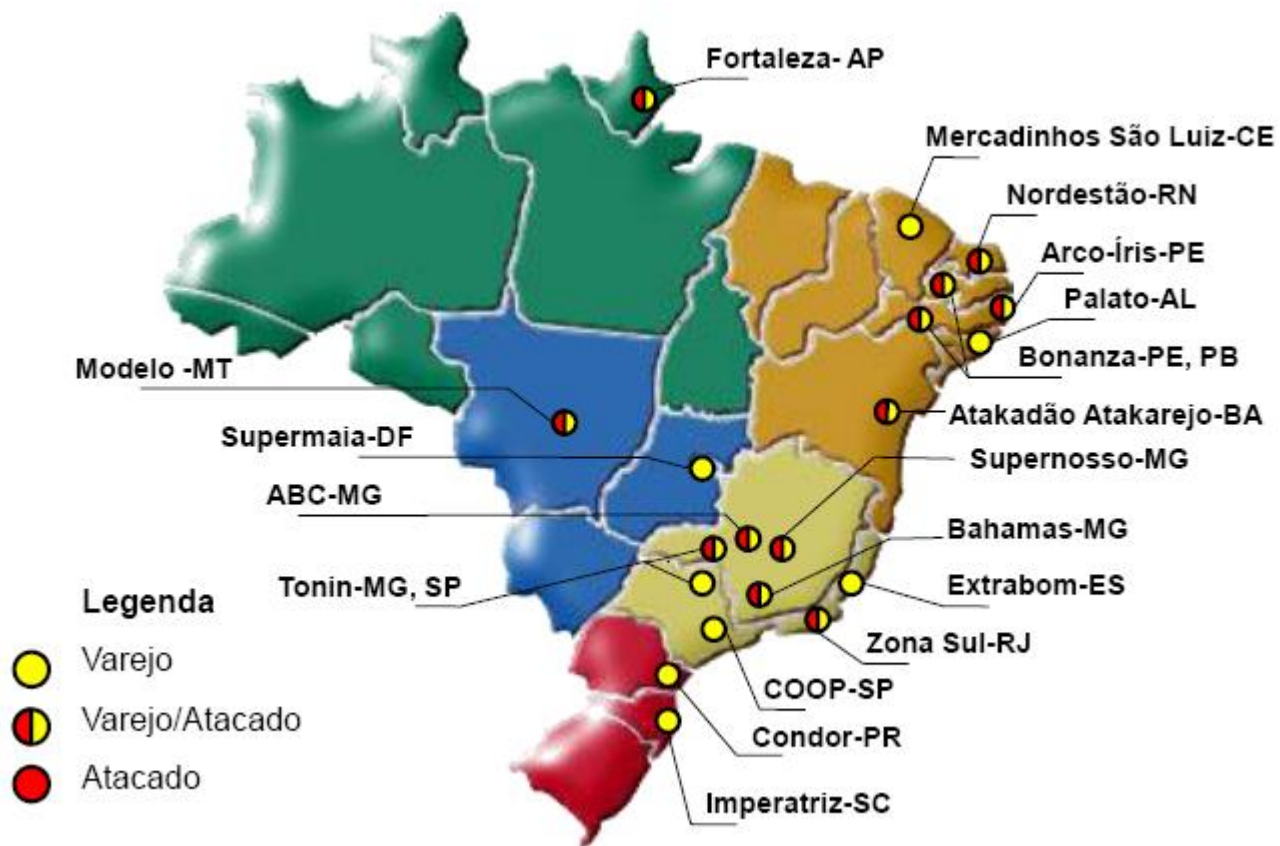 Fortaleza- AP
Mercadinhos São Luiz-CE
Nordestão-RN
Arco-Íris-PE
Palato-AL
Bonanza-PE, PB
Modelo -MT
Atakadão Atakarejo-BA
Supermaia-DF
Supernosso-MG
ABC-MG
Bahamas-MG
Tonin-MG, SP
Extrabom-ES
Zona Sul-RJ
COOP-SP
Condor-PR
Imperatriz-SC
Legenda
Varejo
Varejo/Atacado
Atacado